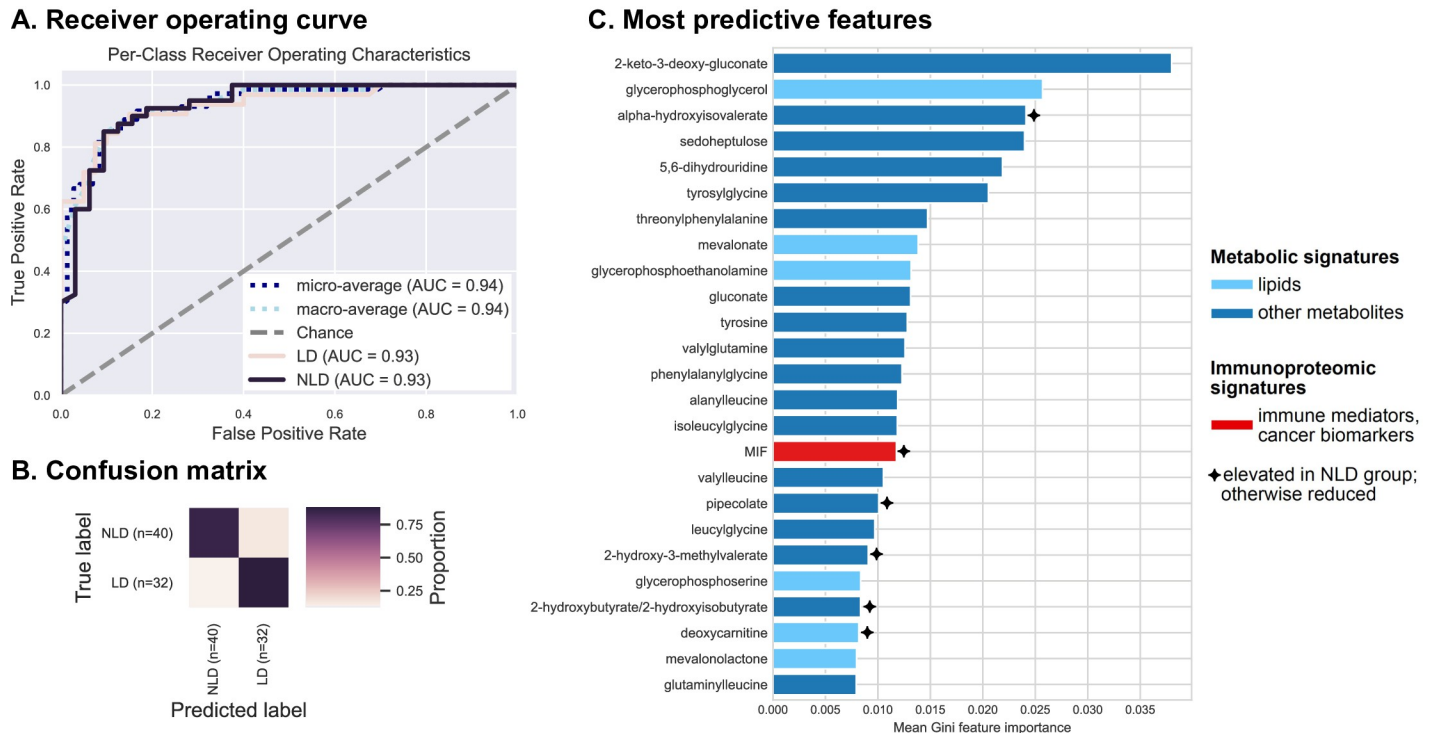 A. Receiver operating curve
Per-Class Receiver Operating Characteristics
True Positive Rate
1.0
0.8
0.6
0.4
0.2
0.0
0.0 0.2 0.4 0.6 0.8 1.0
False Positive Rate
micro-average (AUC = 0.94)
macro-average (AUC = 0.94)
Chance
LD (AUC = 0.93)
NLD (AUC = 0.93)
B. Confusion matrix
True label
NLD (n=40)
LD (n=32)
NLD (n=40)
LD (n=32)
Predicted label
0.75
0.50
0.25
Proportion
C. Most predictive features
2-keto-3-deoxy-gluconate
glycerophosphoglycerol
alpha-hydroxyisovalerate
sedoheptulose
5,6-dihydrouridine
tyrosylglycine
threonylphenylalanine
mevalonate
glycerophosphoethanolamine
gluconate
tyrosine
valylglutamine
phenylalanylglycine
alanylleucine
isoleucylglycine
MIF
valylleucine
pipecolate
leucylglycine
2-hydroxy-3-methylvalerate
glycerophosphoserine
2-hydroxybutyrate/2-hydroxyisobutyrate
deoxycarnitine
mevalonolactone
glutaminylleucine
0.000 0.005 0.010 0.015 0.020 0.025 0.030 0.035
Mean Gini feature importance
Metabolic signatures
lipids
other metabolites
Immunoproteomic
signatures
immune mediators,
cancer biomarkers
elevated in NLD group;
otherwise reduced